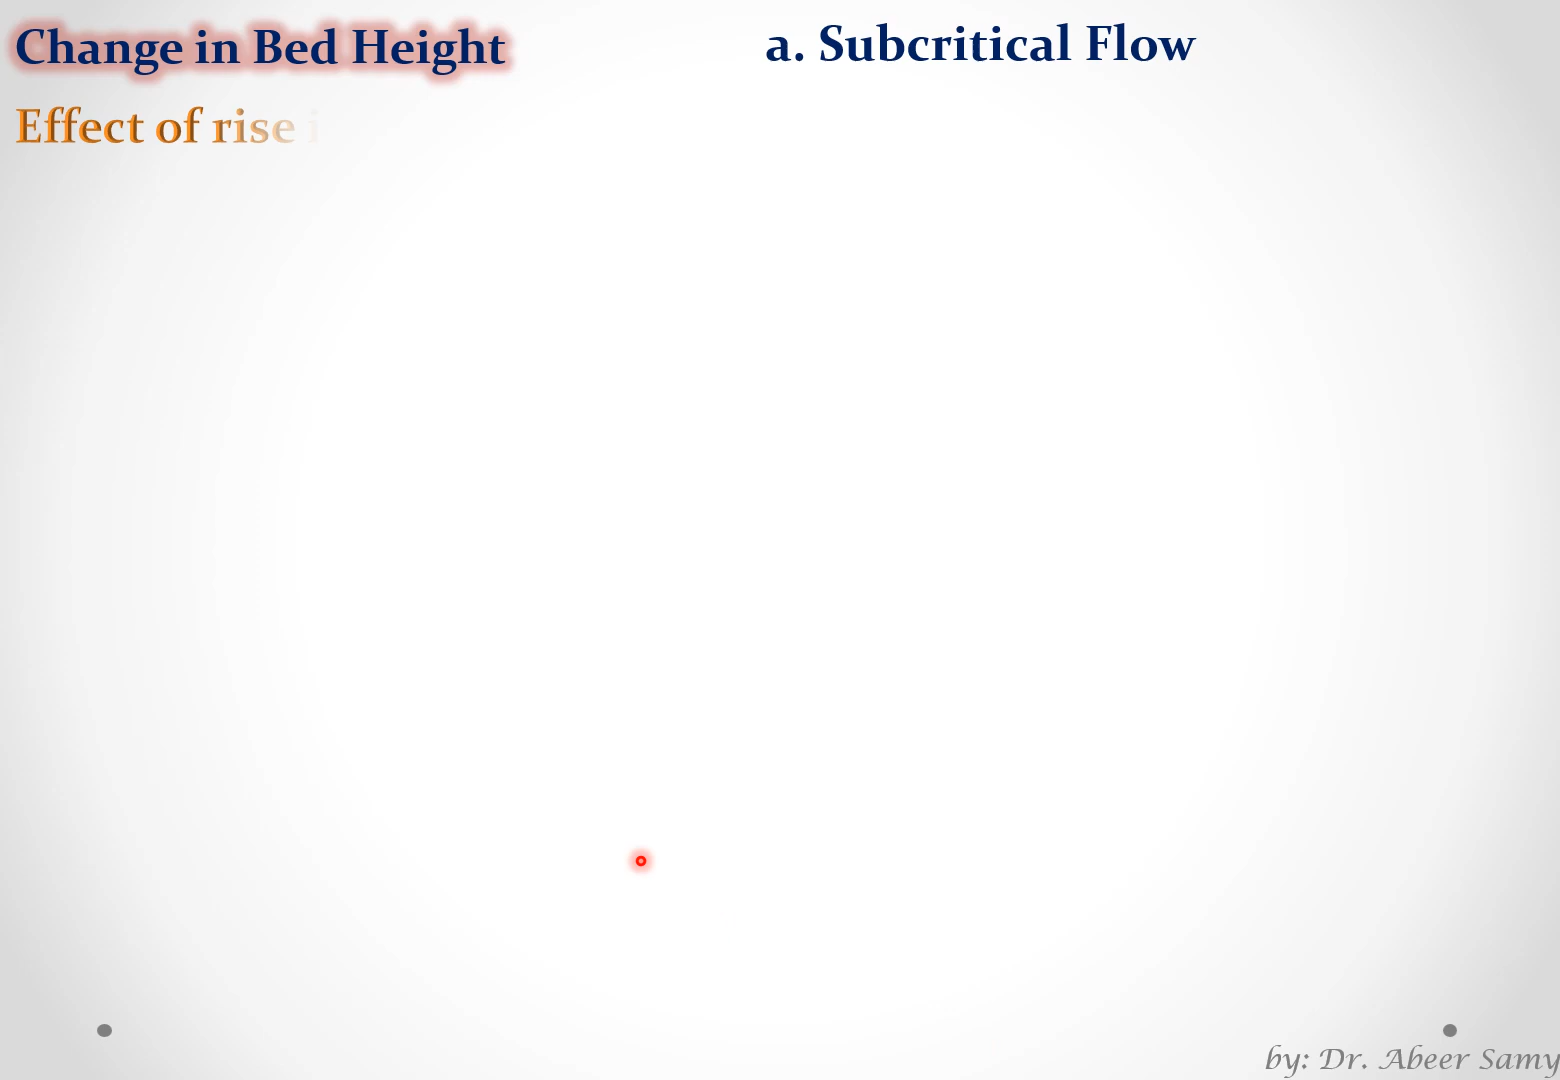 Change in Bed Height
a. Subcritical Flow
Effect of rise i
by: Dr. Abeer Samy